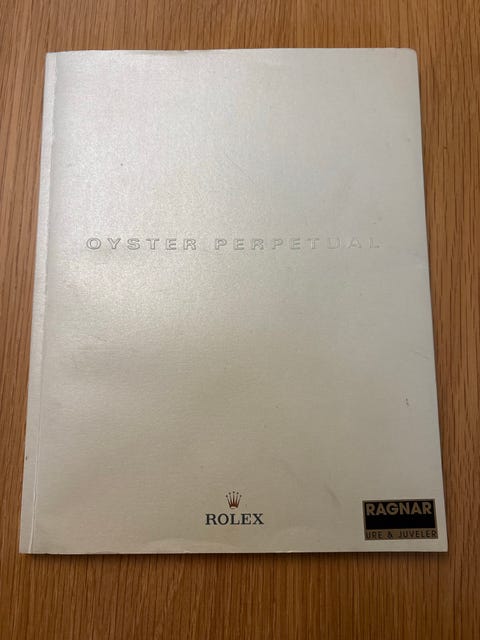 OYSTER PERPETUAL
ROLEX
RAGNAR
URE & JUVELER